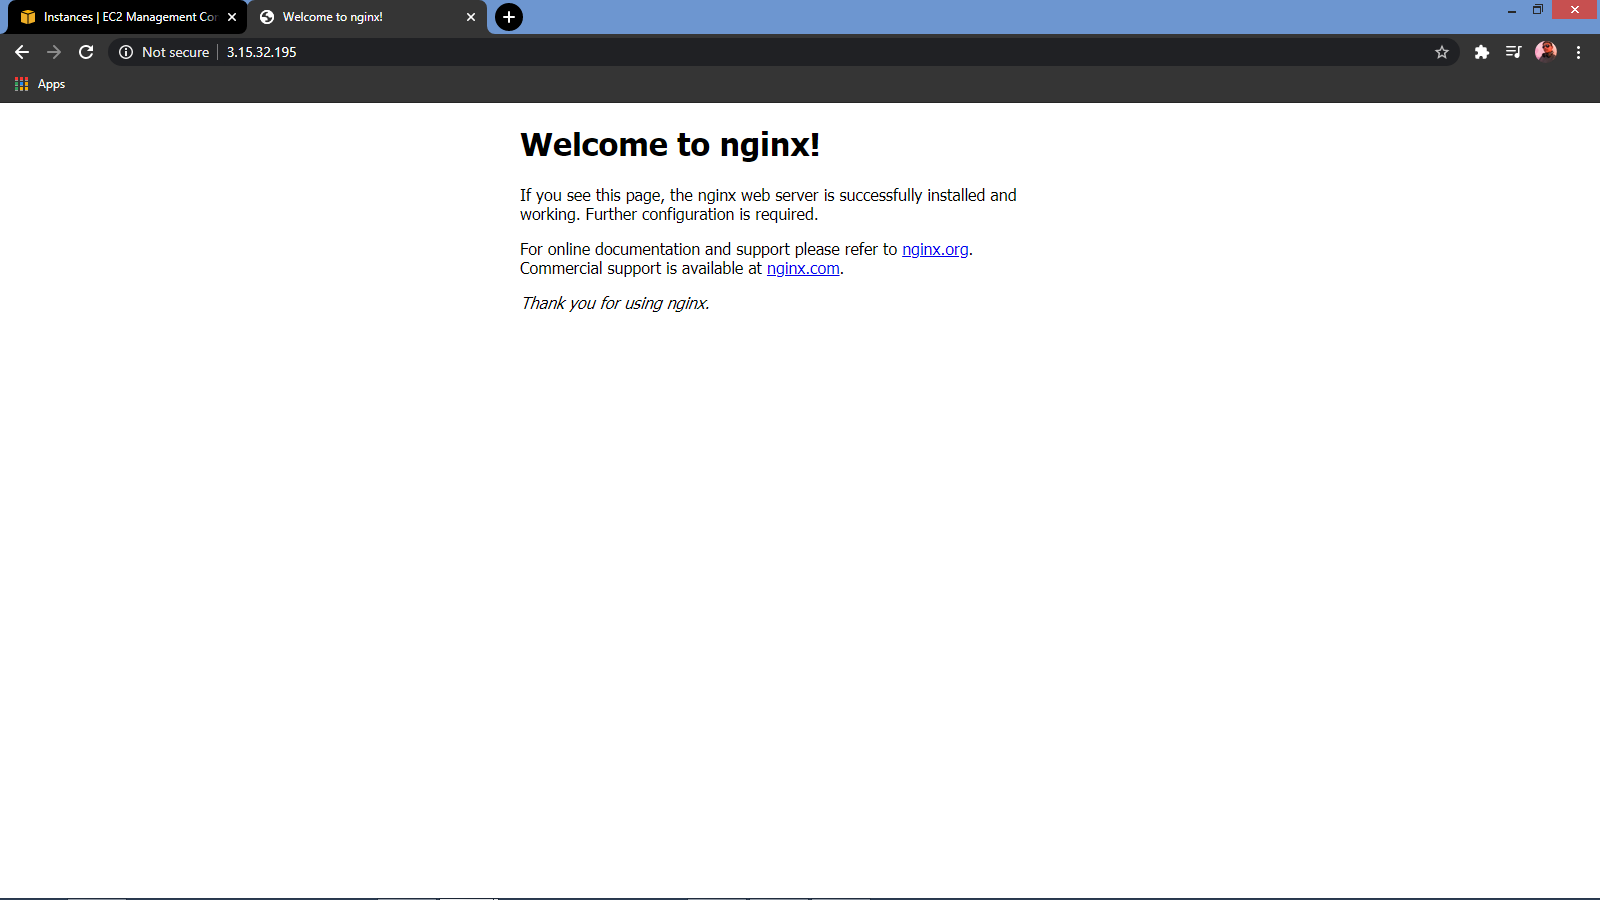 Instances | EC2 Management Cor
Welcome to nginx!
Not secure
3.15.32.195
Apps
Welcome to nginx!
If you see this page, the nginx web server is successfully installed and
working. Further configuration is required.
For online documentation and support please refer to nginx.org.
Commercial support is available at nginx.com.
Thank you for using nginx.